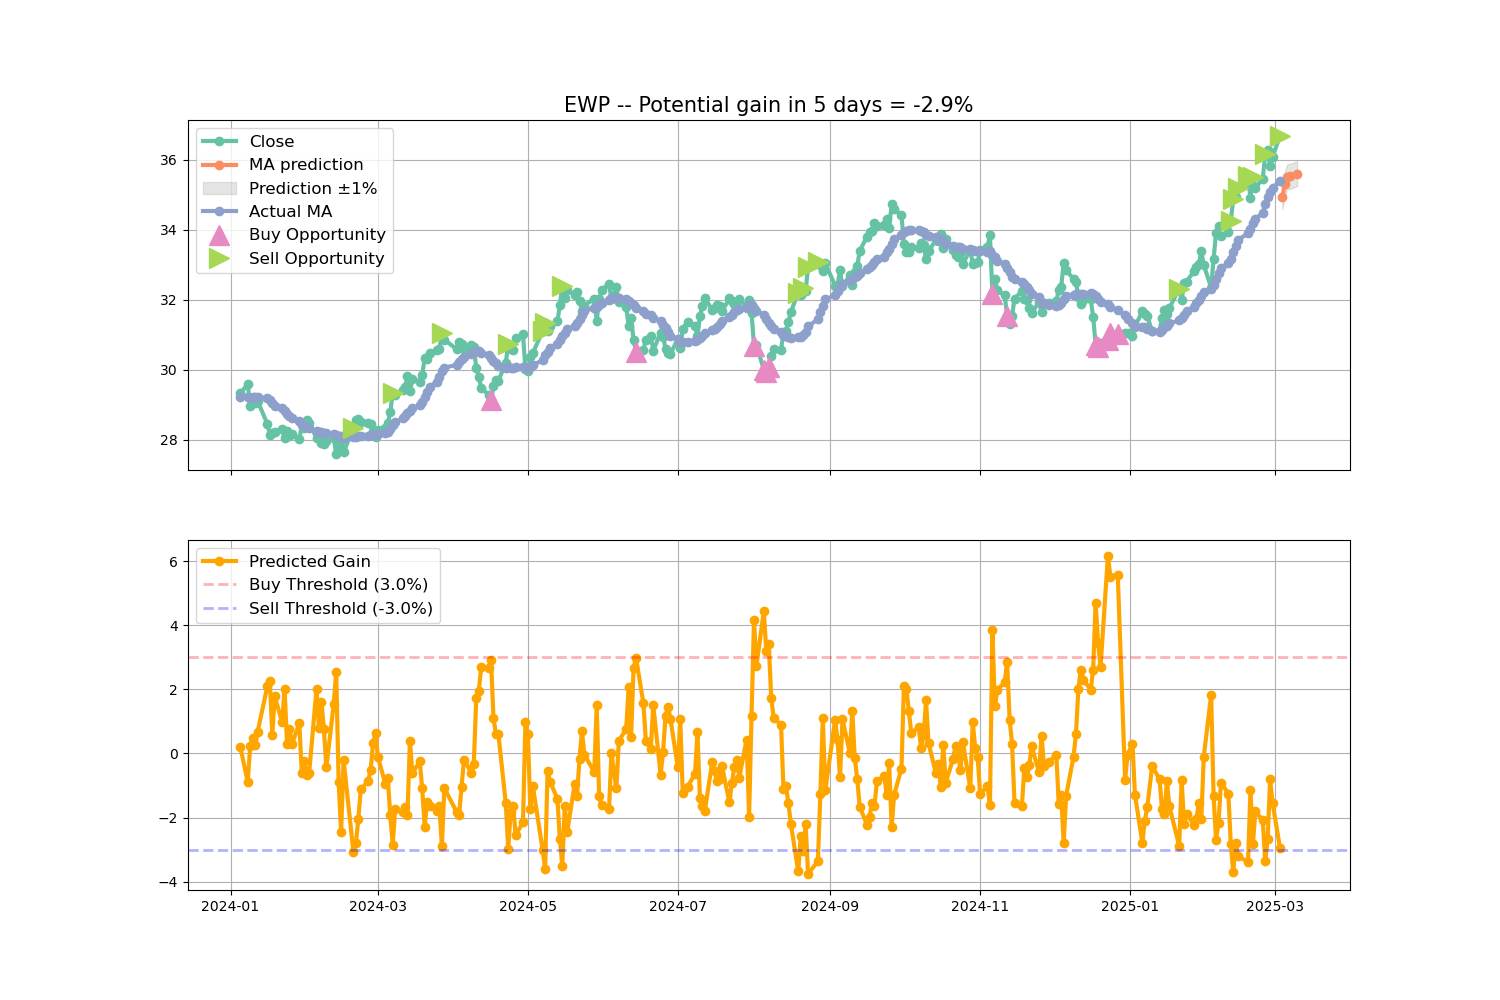 EWP -- Potential gain in 5 days = -2.9%
Close
MA prediction
Prediction ±1%
Actual MA
Buy Opportunity
Sell Opportunity
36
34
32
30
28
Predicted Gain
Buy Threshold (3.0%)
Sell Threshold (-3.0%)
6
4
2
0
−2
−4
2024-01 2024-03 2024-05 2024-07 2024-09 2024-11 2025-01 2025-03